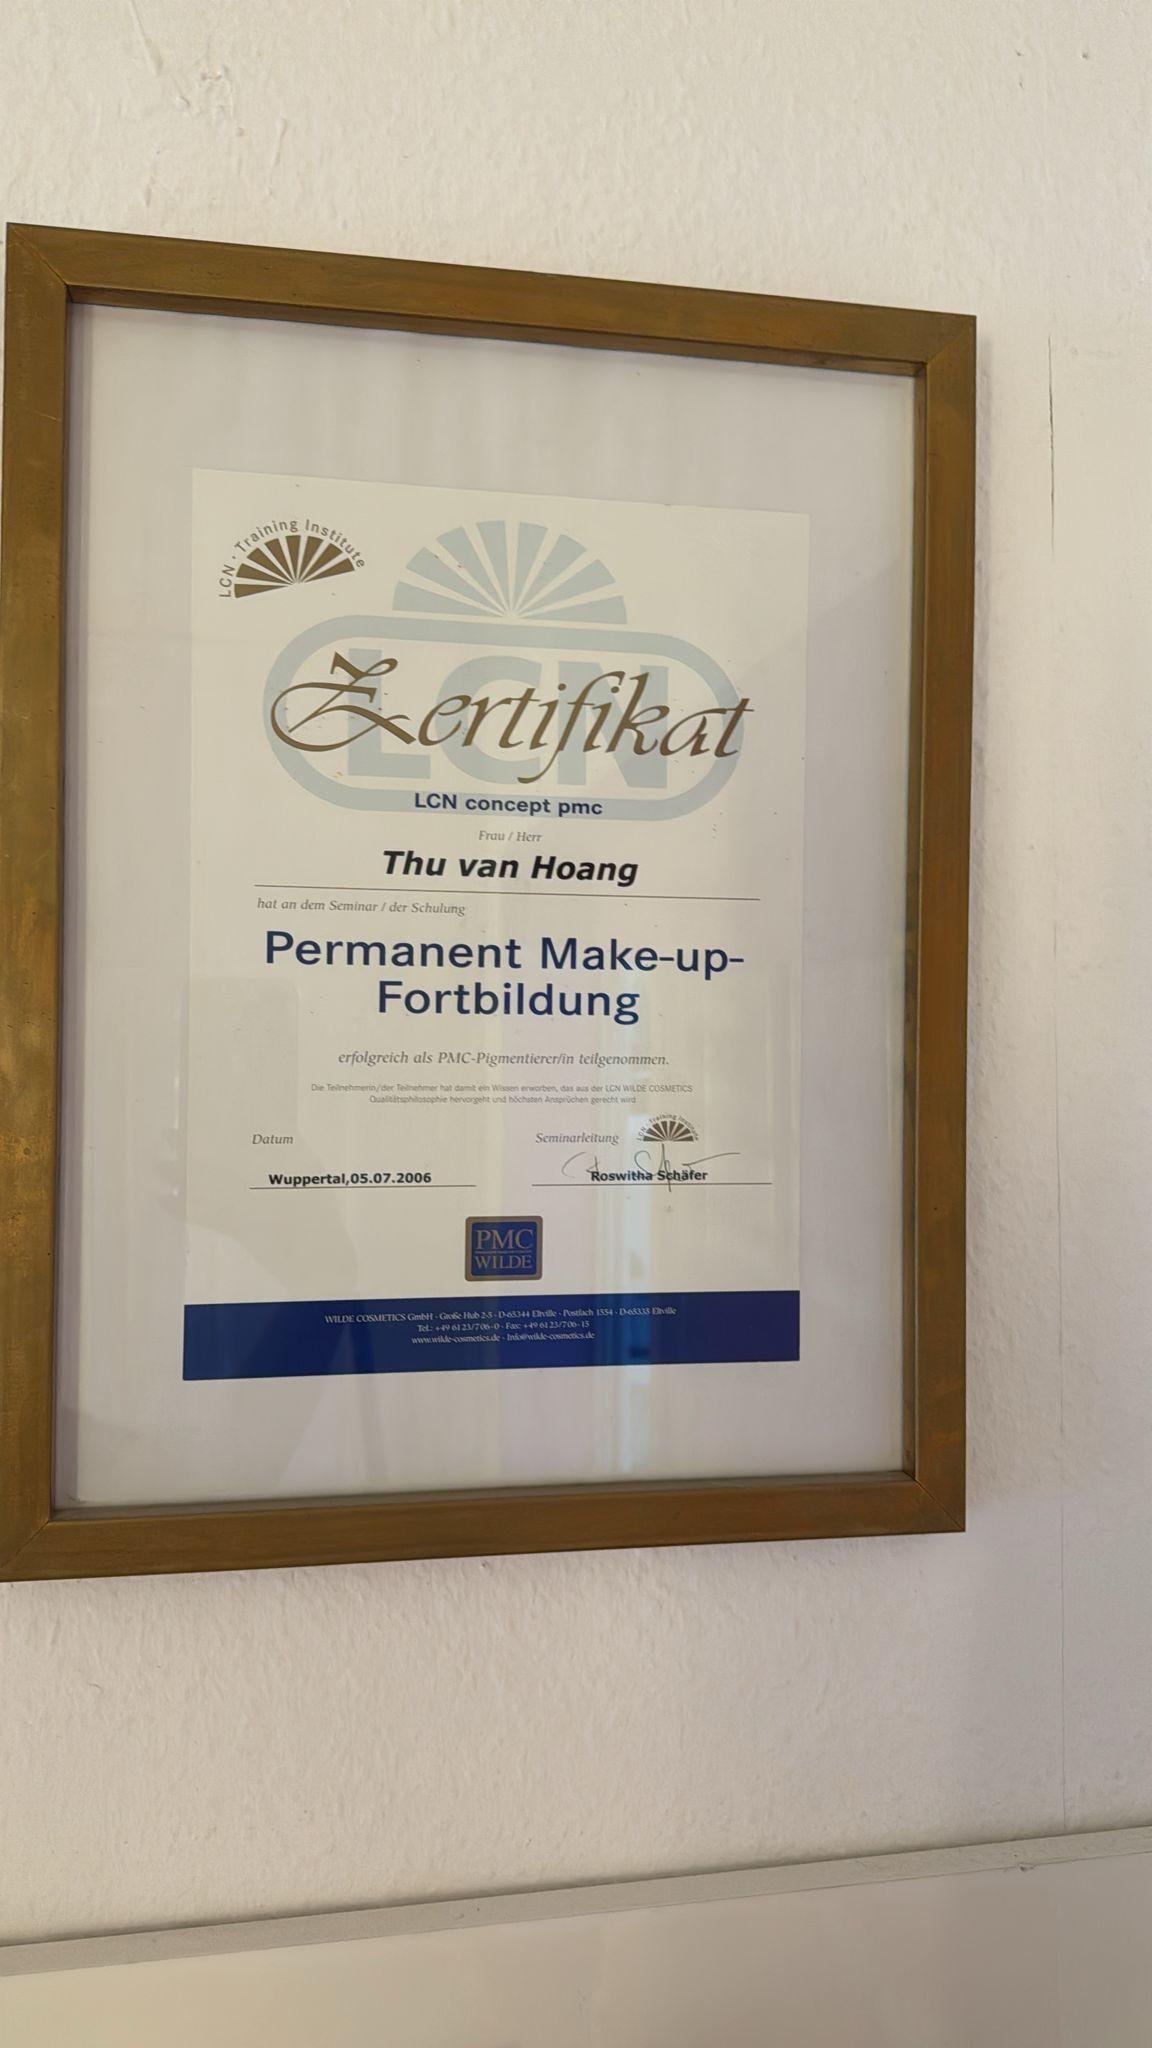 LCN · Training Institute
LCN
Zertifikat
LCN concept pmc
Frau / Herr
Thu van Hoang
hat an dem Seminar / der Schulung
Permanent Make-up-
Fortbildung
erfolgreich als PMC-Pigmentierer/in teilgenommen.
Die Teilnehmerin/der Teilnehmer hat damit ein Wissen erworben, das aus der LCN WILDE COSMETICS
Qualitätsphilosophie hervorgeht und höchsten Ansprüchen gerecht wird
Datum
Seminarleitung
LCN · Training Institute
Wuppertal,05.07.2006
Roswitha Schäfer
PMC
WILDE
WILDE COSMETICS GmbH · Große Hub 2-5 · D-65344 Eltville · Postfach 1554 · D-65335 Eltville
Tel.: +49 61 23/7 06-0 · Fax: +49 61 23/7 06-15
www.wilde-cosmetics.de · Info@wilde-cosmetics.de